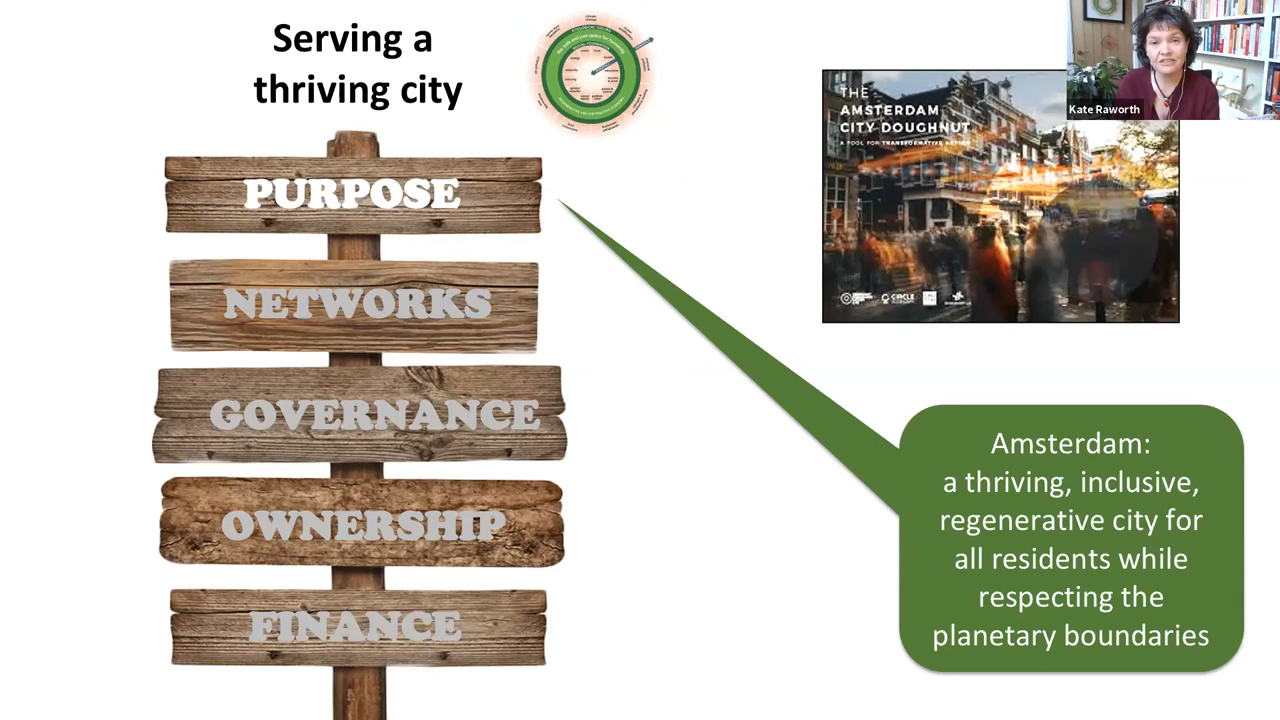 Serving a
thriving city
PURPOSE
NETWORKS
GOVERNANCE
OWNERSHIP
FINANCE
THE
AMSTERDAM
CITY DOUGHNUT
A TOOL FOR TRANSFORMATIVE ACTION
CIRCLE
Kate Raworth
Amsterdam:
a thriving, inclusive,
regenerative city for
all residents while
respecting the
planetary boundaries